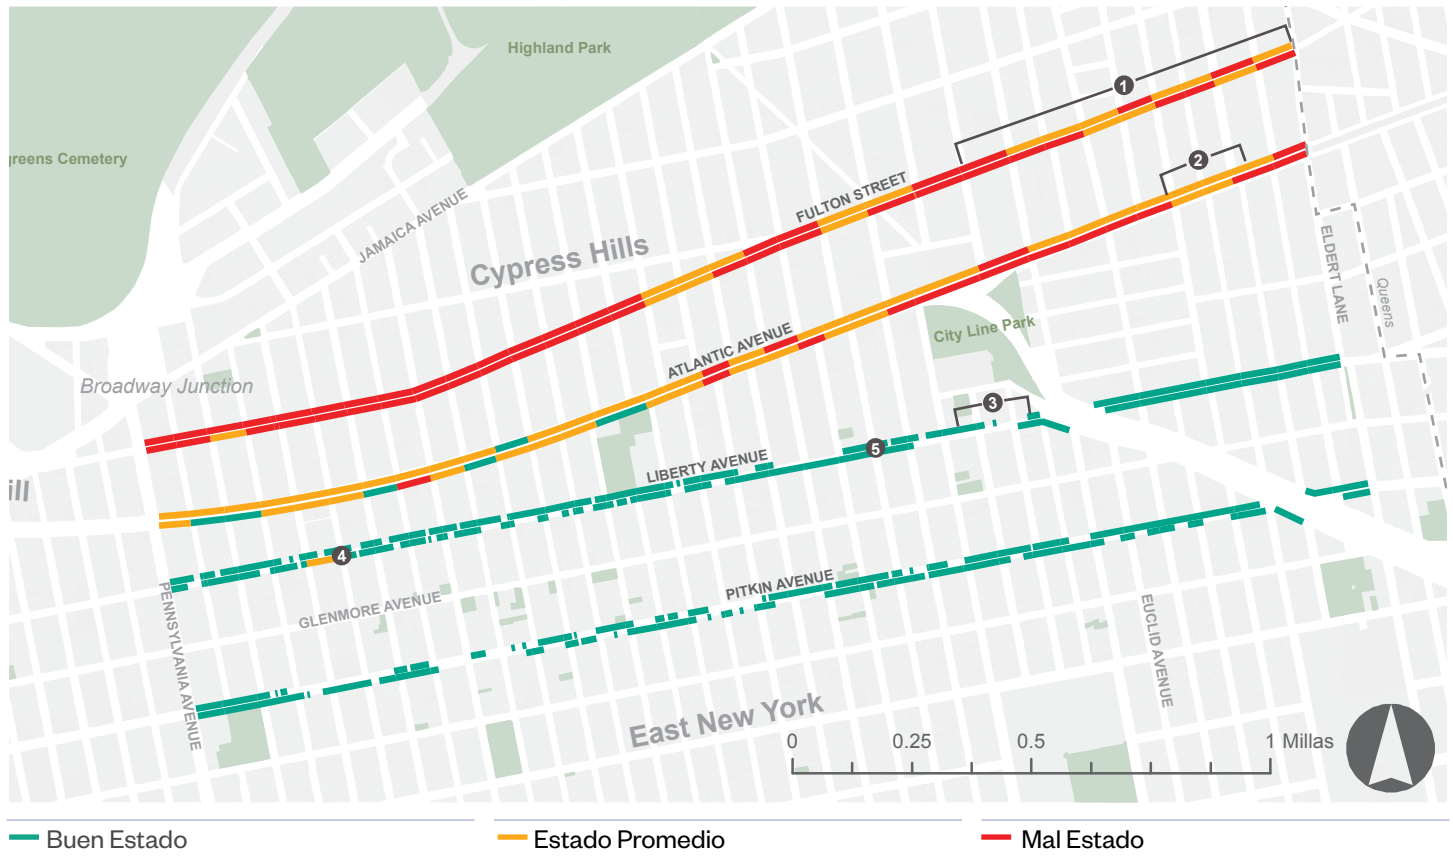 Highland Park
greens Cemetery
1
2
FULTON STREET
JAMAICA AVENUE
Cypress Hills
ELDERT LANE
Queens
City Line Park
ATLANTIC AVENUE
Broadway Junction
3
5
LIBERTY AVENUE
ill
4
PITKIN AVENUE
GLENMORE AVENUE
PENNSYLVANIA AVENUE
EUCLID AVENUE
East New York
0 0.25 0.5 1 Millas
Buen Estado
Estado Promedio
Mal Estado